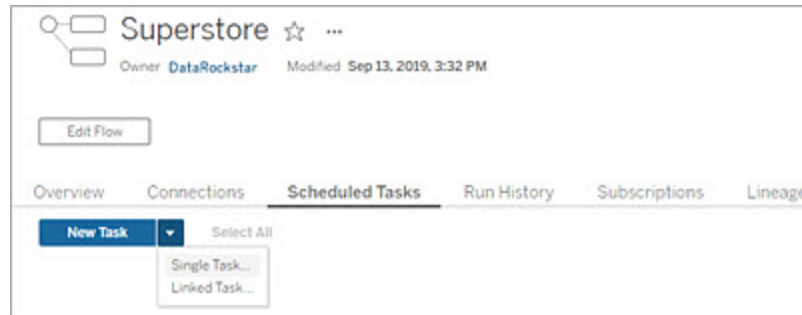 Superstore ☆ ...
Owner DataRockstar Modified Sep 13, 2019, 3:32 PM
Edit Flow
Overview Connections Scheduled Tasks Run History Subscriptions Lineage
New Task Select All
Single Task...
Linked Task...